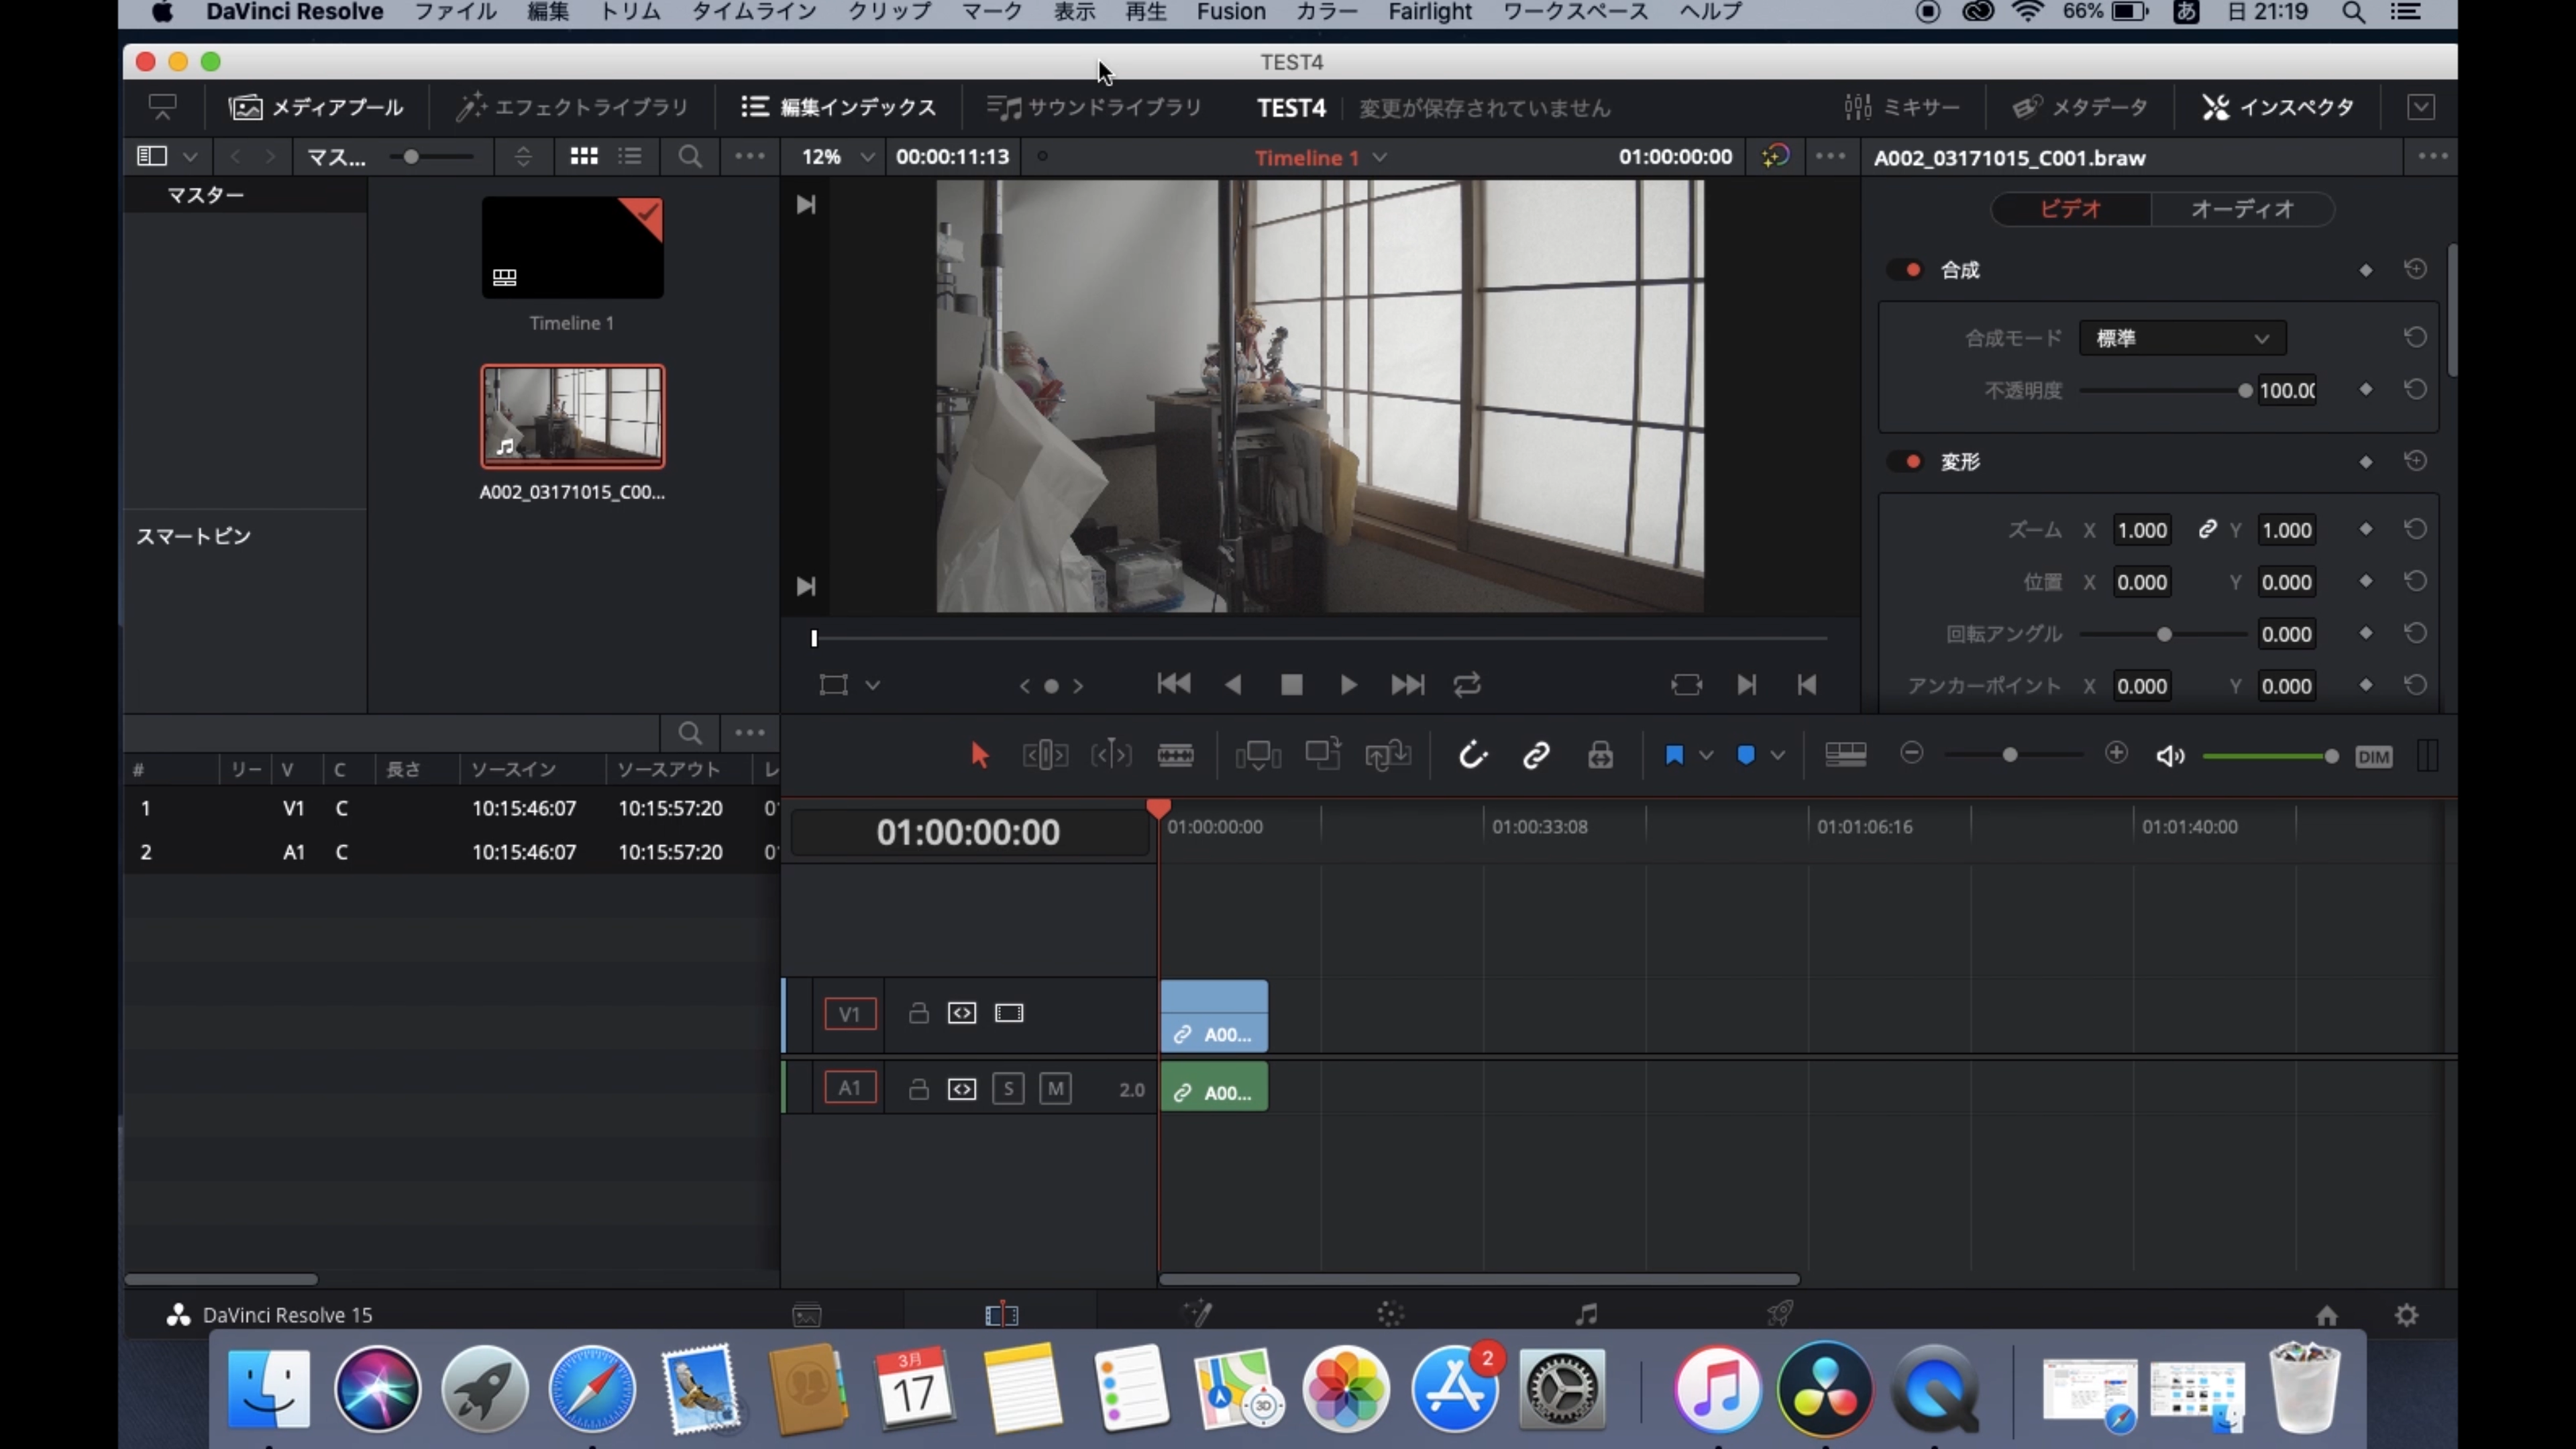 DaVinci Resolve ファイル 編集 トリム タイムライン クリップ マーク 表示 再生 Fusion カラー Fairlight ワークスペース ヘルプ 66% あ 日 21:19
TEST4
メディアプール エフェクトライブラリ 編集インデックス サウンドライブラリ TEST4 変更が保存されていません ミキサー メタデータ インスペクタ
マス... 12% 00:00:11:13 Timeline 1 01:00:00:00 A002_03171015_C001.braw
マスター
ビデオ オーディオ
合成
Timeline 1
合成モード 標準
不透明度 100.00
変形
A002_03171015_C00...
スマートビン
ズーム X 1.000 Y 1.000
位置 X 0.000 Y 0.000
回転アングル 0.000
アンカーポイント X 0.000 Y 0.000
DIM
# リー V C 長さ ソースイン ソースアウト レ
1 V1 C 10:15:46:07 10:15:57:20
2 A1 C 10:15:46:07 10:15:57:20
01:00:00:00 01:00:00:00 01:00:33:08 01:01:06:16 01:01:40:00
V1 A00...
A1 S M 2.0 A00...
DaVinci Resolve 15
3月
17
3D
2